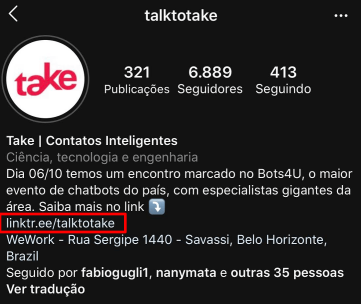 talktotake
take
321 6.889 413
Publicações Seguidores Seguindo
Take | Contatos Inteligentes
Ciência, tecnologia e engenharia
Dia 06/10 temos um encontro marcado no Bots4U, o
maior evento de chatbots do país, com especialistas gigantes da
área. Saiba mais no link ⤵️
linktr.ee/talktotake
WeWork - Rua Sergipe 1440 - Savassi, Belo Horizonte,
Brazil
Seguido por fabiogugli1, nanymata e outras 35 pessoas
Ver tradução